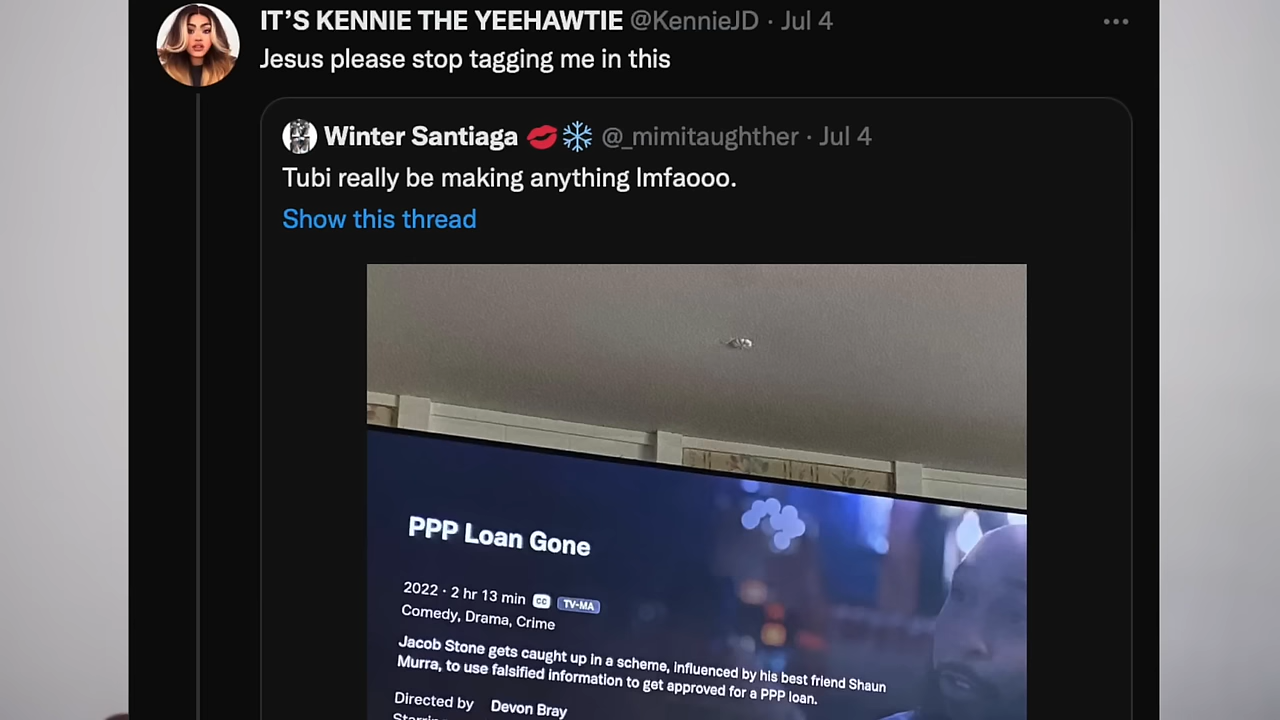 IT’S KENNIE THE YEEHAWTIE @KennieJD · Jul 4
Jesus please stop tagging me in this
Winter Santiaga 💋❄️ @_mimitaughther · Jul 4
Tubi really be making anything lmfaooo.
Show this thread
PPP Loan Gone
2022 · 2 hr 13 min CC TV-MA
Comedy, Drama, Crime
Jacob Stone gets caught up in a scheme, influenced by his best friend Shaun
Murra, to use falsified information to get approved for a PPP loan.
Directed by Devon Bray